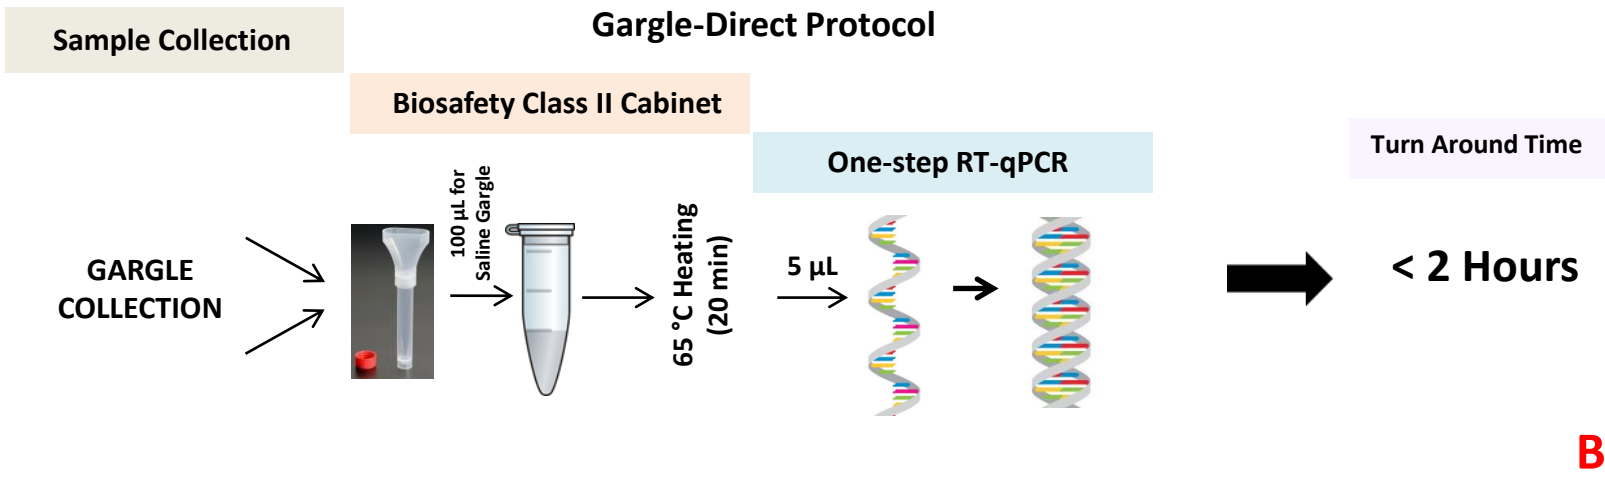 Gargle-Direct Protocol
Sample Collection
Biosafety Class II Cabinet
One-step RT-qPCR
Turn Around Time
GARGLE
COLLECTION
100 µL for
Saline Gargle
65 °C Heating
(20 min)
5 µL
< 2 Hours
B